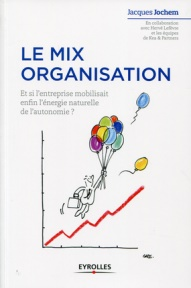 Jacques Jochem
En collaboration
avec Hervé Lefèvre
et les équipes
de Kea & Partners
LE MIX
ORGANISATION
Et si l'entreprise mobilisait
enfin l'énergie naturelle
de l'autonomie ?
EYROLLES